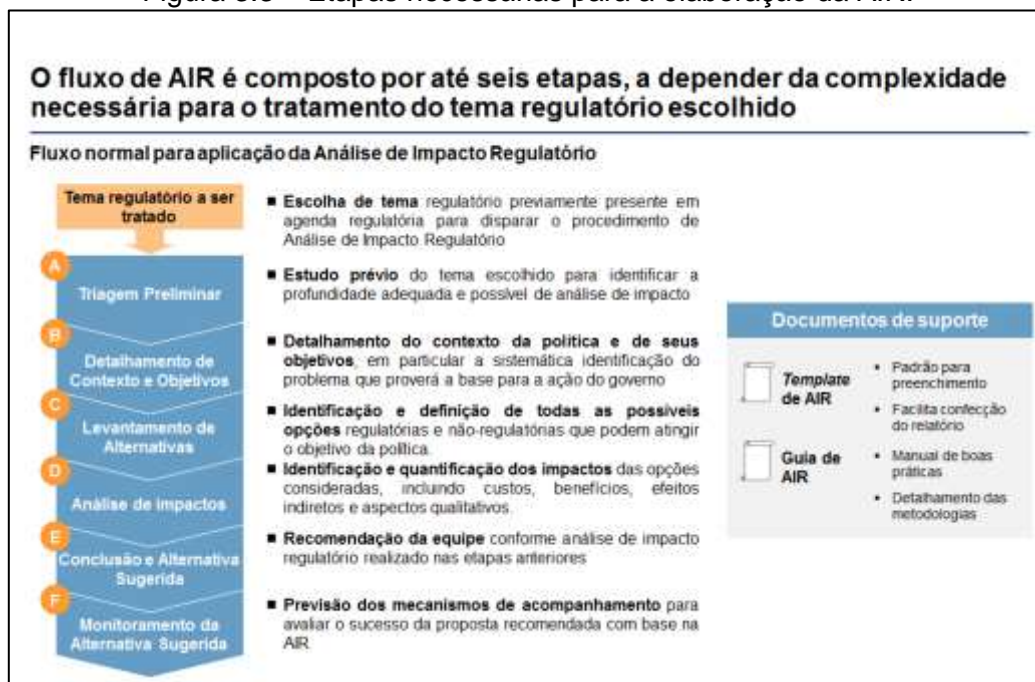 Figura 3.3 – Etapas necessárias para a elaboração da AIR.
O fluxo de AIR é composto por até seis etapas, a depender da complexidade
necessária para o tratamento do tema regulatório escolhido
Fluxo normal para aplicação da Análise de Impacto Regulatório
Tema regulatório a ser
tratado
■ Escolha de tema regulatório previamente presente em
agenda regulatória para disparar o procedimento de
Análise de Impacto Regulatório
A
Triagem Preliminar
■ Estudo prévio do tema escolhido para identificar a
profundidade adequada e possível de análise de impacto
B
Detalhamento de
Contexto e Objetivos
■ Detalhamento do contexto da política e de seus
objetivos, em particular a sistemática identificação do
problema que proverá a base para a ação do governo
C
Levantamento de
Alternativas
■ Identificação e definição de todas as possíveis
opções regulatórias e não-regulatórias que podem atingir
o objetivo da política.
D
Análise de Impactos
■ Identificação e quantificação dos impactos das opções
consideradas, incluindo custos, benefícios, efeitos
indiretos e aspectos qualitativos.
E
Conclusão e Alternativa
Sugerida
■ Recomendação da equipe conforme análise de impacto
regulatório realizado nas etapas anteriores
F
Monitoramento da
Alternativa Sugerida
■ Previsão dos mecanismos de acompanhamento para
avaliar o sucesso da proposta recomendada com base na
AIR
Documentos de suporte
Template
de AIR
• Padrão para
preenchimento
• Facilita confecção
do relatório
Guia de
AIR
• Manual de boas
práticas
• Detalhamento das
metodologias